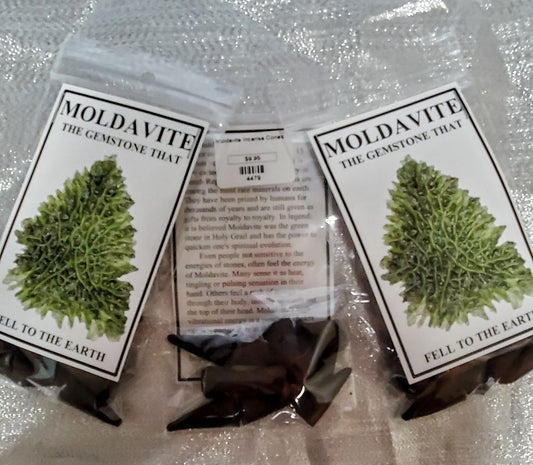 MOLDAVITE
THE GEMSTONE THAT
FELL TO THE EARTH
Moldavite Incense Cones
$9.95
4479
among the most rare minerals on earth.
They have been prized by humans for
thousands of years and are still given as
gifts from royalty to royalty. In legend
it is believed Moldavite was the green
stone in Holy Grail and has the power to
quicken one's spiritual evolution.
Even people not sensitive to the
energies of stones, often feel the energy
of Moldavite. Many sense it as heat,
tingling or pulsing sensation in their
hand. Others feel a
through their body,
the top of their head.
vibrational energy is
MOLDAVITE
THE GEMSTONE THAT
FELL TO THE EARTH